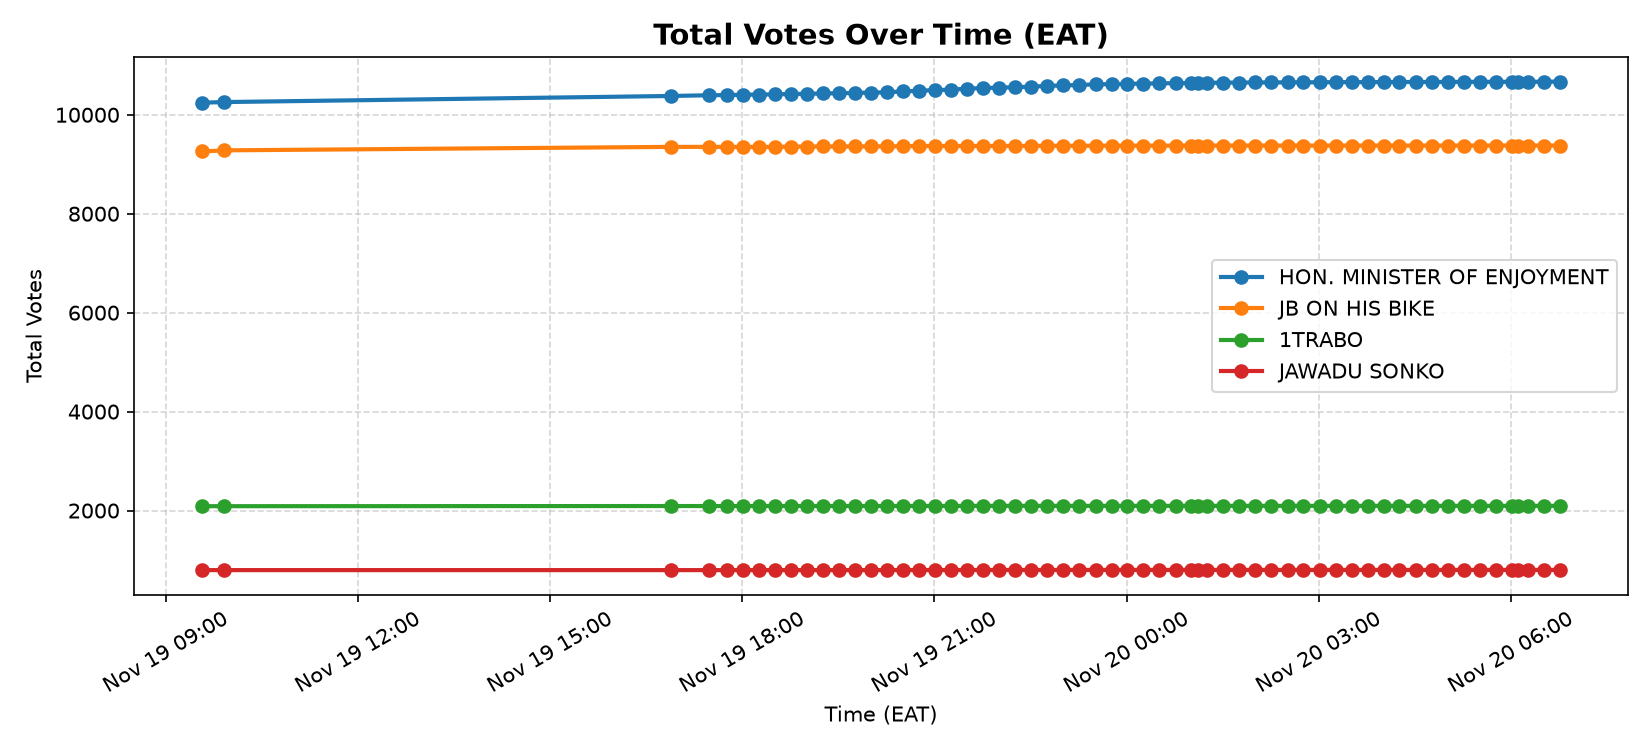 Total Votes Over Time (EAT)
Total Votes
10000
8000
6000
4000
2000
HON. MINISTER OF ENJOYMENT
JB ON HIS BIKE
1TRABO
JAWADU SONKO
Nov 19 09:00
Nov 19 12:00
Nov 19 15:00
Nov 19 18:00
Nov 19 21:00
Nov 20 00:00
Nov 20 03:00
Nov 20 06:00
Time (EAT)